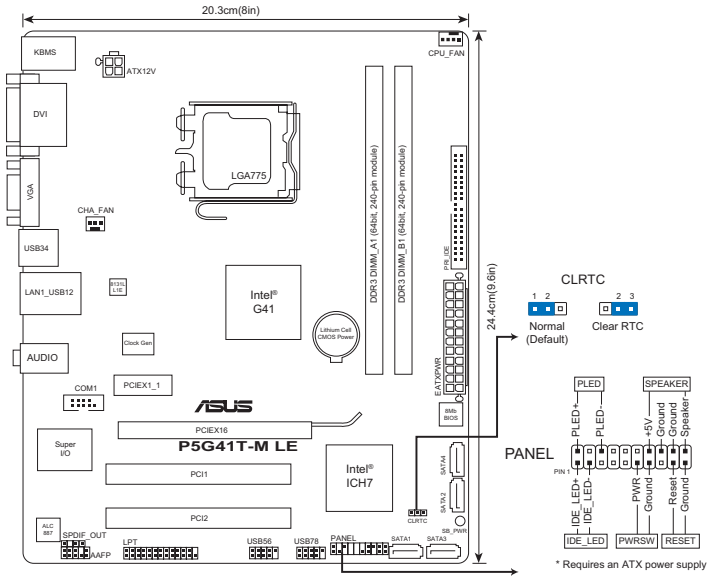 20.3cm(8in)
KBMS
ATX12V
CPU_FAN
DVI
LGA775
VGA
CHA_FAN
DDR3 DIMM_A1 (64bit, 240-pin module)
DDR3 DIMM_B1 (64bit, 240-pin module)
PRI_IDE
24.4cm(9.6in)
USB34
LAN1_USB12
8131L
L1E
Intel®
G41
Lithium Cell
CMOS Power
EATXPWR
CLRTC
1 2
2 3
Normal
(Default)
Clear RTC
Clock Gen
AUDIO
PCIEX1_1
COM1
ASUS
8Mb
BIOS
PCIEX16
P5G41T-M LE
Super
I/O
PCI1
Intel®
ICH7
SATA4
SATA2
PLED
SPEAKER
PLED+
PLED-
+5V
Ground
Ground
Speaker-
PANEL
PIN 1
IDE_LED+
IDE_LED-
PWR
Ground
Reset
Ground
IDE_LED
PWRSW
RESET
* Requires an ATX power supply
PCI2
CLRTC
SB_PWR
ALC
887
SPDIF_OUT
AAFP
LPT
USB56
USB78
PANEL
SATA1
SATA3